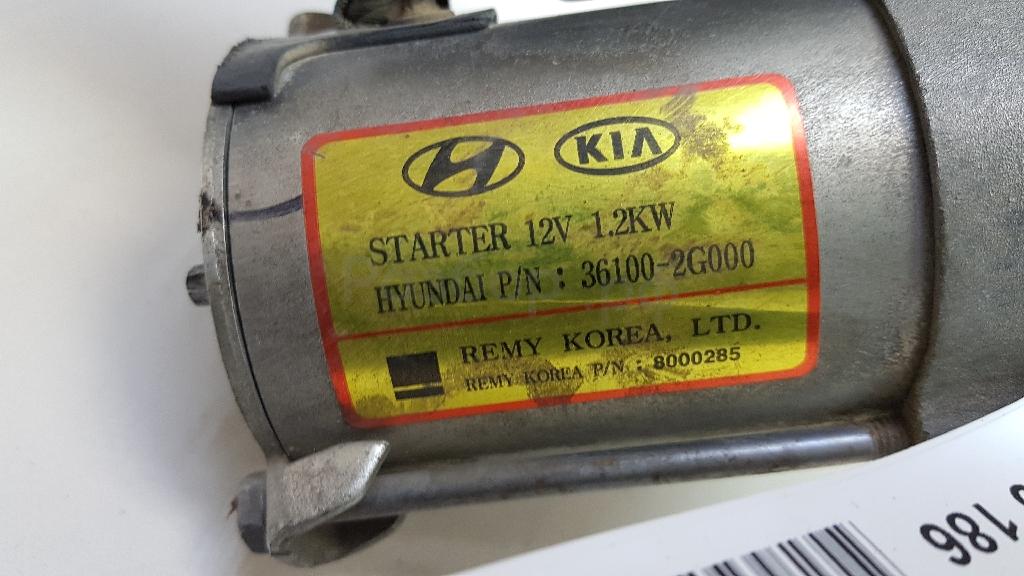 KIA
STARTER 12V 1.2KW
HYUNDAI P/N : 36100-2G000
REMY KOREA, LTD.
REMY KOREA P/N. : 8000285
186